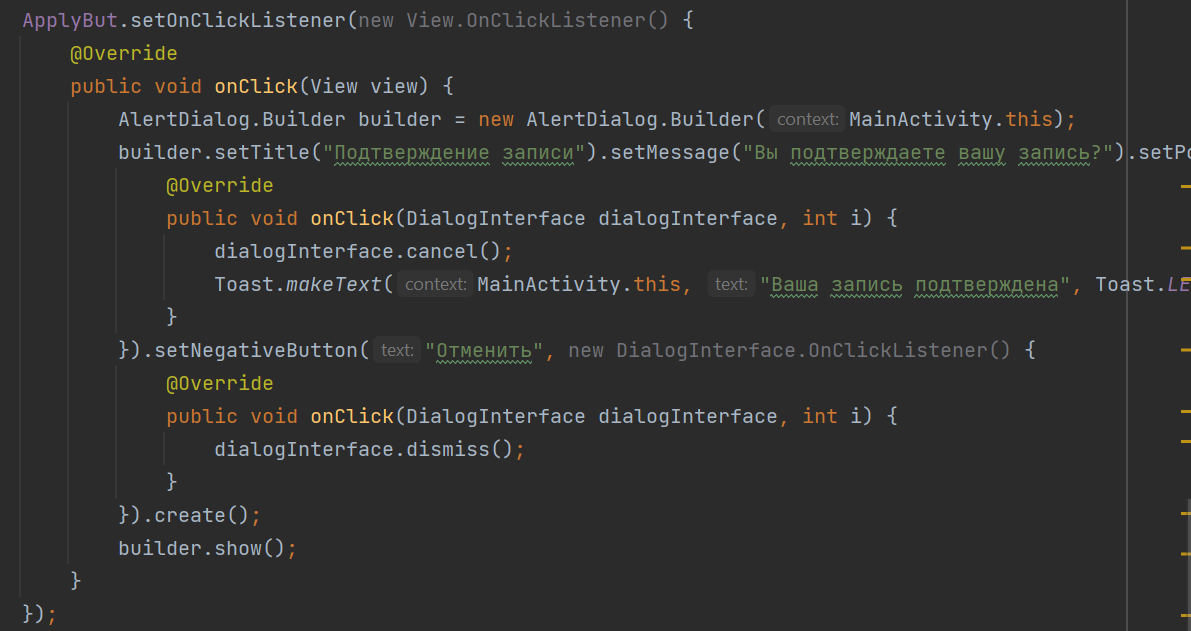 ApplyBut.setOnClickListener(new View.OnClickListener() {
@Override
public void onClick(View view) {
AlertDialog.Builder builder = new AlertDialog.Builder( context: MainActivity.this);
builder.setTitle("Подтверждение записи").setMessage("Вы подтверждаете вашу запись?").setPo
@Override
public void onClick(DialogInterface dialogInterface, int i) {
dialogInterface.cancel();
Toast.makeText( context: MainActivity.this, text: "Ваша запись подтверждена", Toast.LE
}
}).setNegativeButton( text: "Отменить", new DialogInterface.OnClickListener() {
@Override
public void onClick(DialogInterface dialogInterface, int i) {
dialogInterface.dismiss();
}
}).create();
builder.show();
}
});